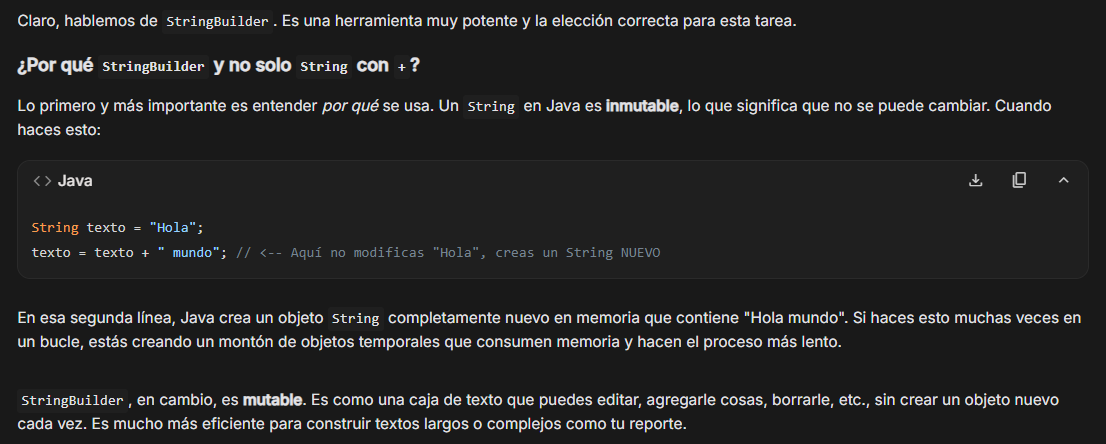 Claro, hablemos de StringBuilder. Es una herramienta muy potente y la elección correcta para esta tarea.
¿Por qué StringBuilder y no solo String con +?
Lo primero y más importante es entender por qué se usa. Un String en Java es inmutable, lo que significa que no se puede cambiar. Cuando
haces esto:
<> Java
String texto = "Hola";
texto = texto + " mundo"; // <-- Aquí no modificas "Hola", creas un String NUEVO
En esa segunda línea, Java crea un objeto String completamente nuevo en memoria que contiene "Hola mundo". Si haces esto muchas veces en
un bucle, estás creando un montón de objetos temporales que consumen memoria y hacen el proceso más lento.
StringBuilder, en cambio, es mutable. Es como una caja de texto que puedes editar, agregarle cosas, borrarle, etc., sin crear un objeto nuevo
cada vez. Es mucho más eficiente para construir textos largos o complejos como tu reporte.